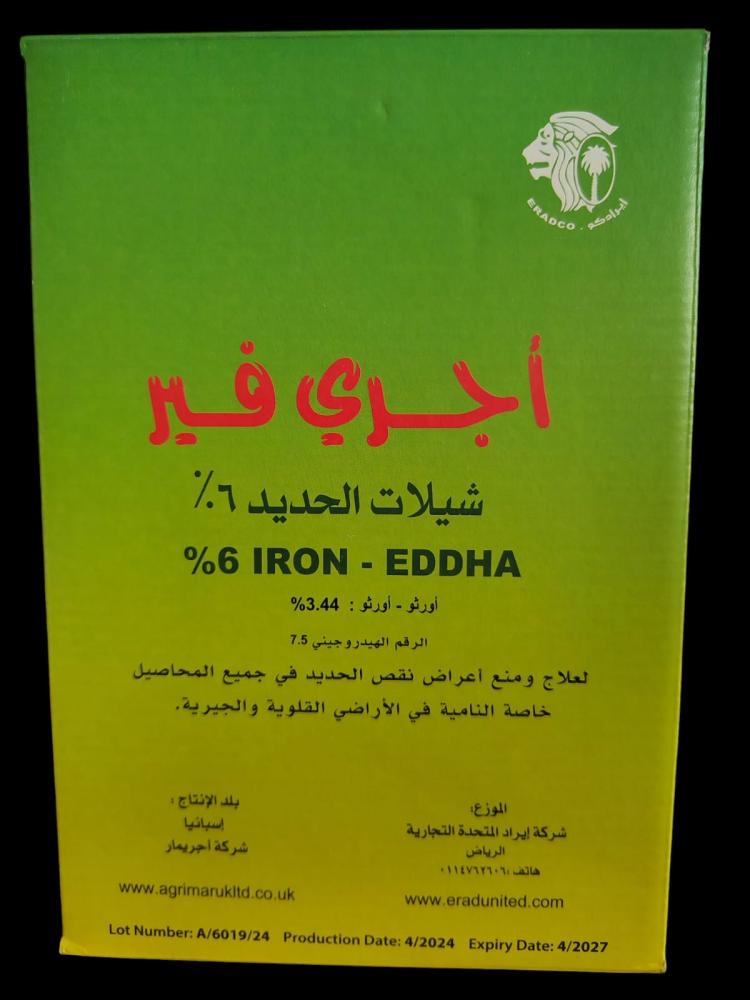 ERADCO . ايرادكو
أجري فير
شيلات الحديد ٦٪
%6 IRON - EDDHA
أورثو - أورثو : 3.44%
الرقم الهيدروجيني 7.5
لعلاج ومنع أعراض نقص الحديد في جميع المحاصيل
خاصة النامية في الأراضي القلوية والجيرية.
الموزع:
شركة إيراد المتحدة التجارية
الرياض
هاتف: ٠١١٤٧٦٢٦٠٦
www.eradunited.com
بلد الإنتاج :
إسبانيا
شركة أجريمار
www.agrimarukltd.co.uk
Lot Number: A/6019/24 Production Date: 4/2024 Expiry Date: 4/2027